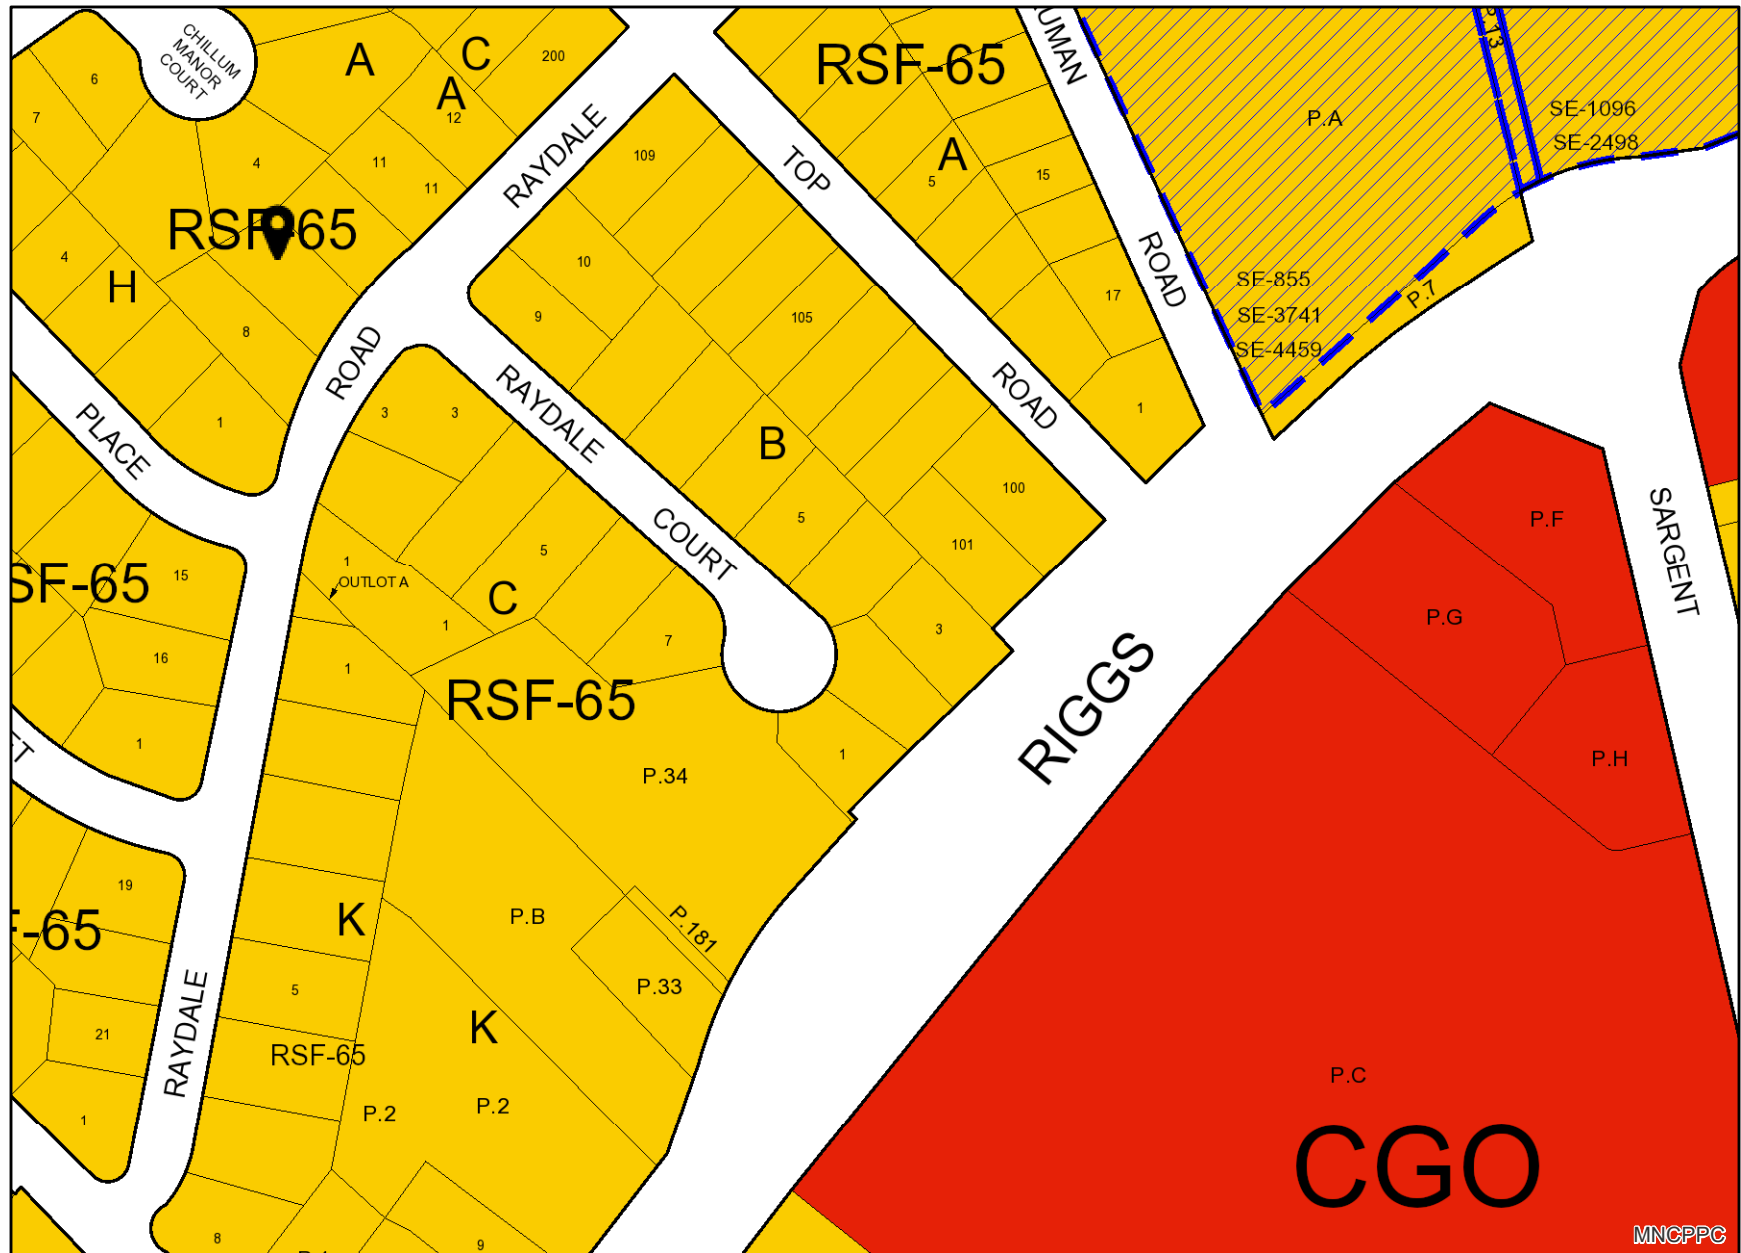 CHILLUM
MANOR
COURT
A
C
200
RSF-65
UMAN
P.13
6
A
12
SE-1096
P.A
7
SE-2498
RAYDALE
109
TOP
A
4
11
11
5
15
RSF-65
ROAD
4
H
10
SE-855
17
P.7
9
105
SE-3741
8
ROAD
SE-4459
RAYDALE
ROAD
PLACE
3
3
1
1
B
100
5
COURT
SARGENT
P.F
101
5
1
OUTLOT A
SF-65
15
C
P.G
1
3
7
16
1
RSF-65
RIGGS
ET
1
1
P.34
P.H
19
F-65
K
P.B
P.181
5
P.33
21
RAYDALE
K
RSF-65
P.C
1
P.2
P.2
CGO
8
9
MNCPPC